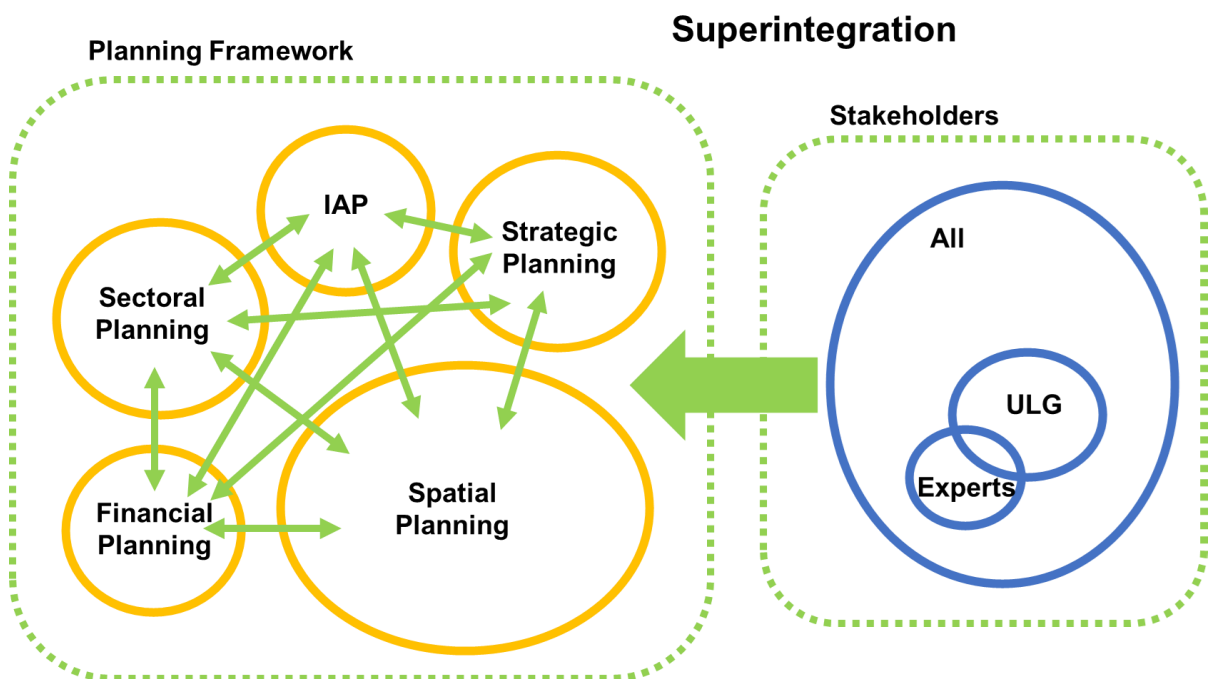 Superintegration
Planning Framework
Stakeholders
IAP
Strategic
Planning
Sectoral
Planning
Financial
Planning
Spatial
Planning
All
ULG
Experts